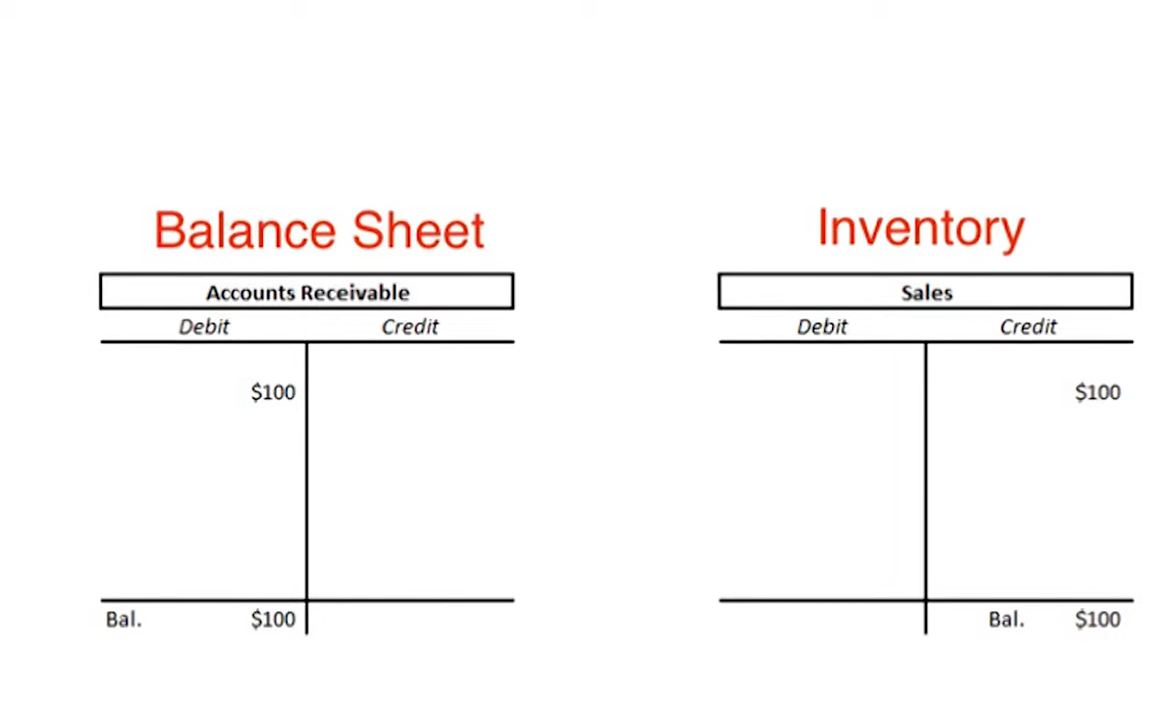 Balance Sheet Inventory
Accounts Receivable Sales
Debit Credit Debit Credit
$100 $100
Bal. $100 Bal. $100